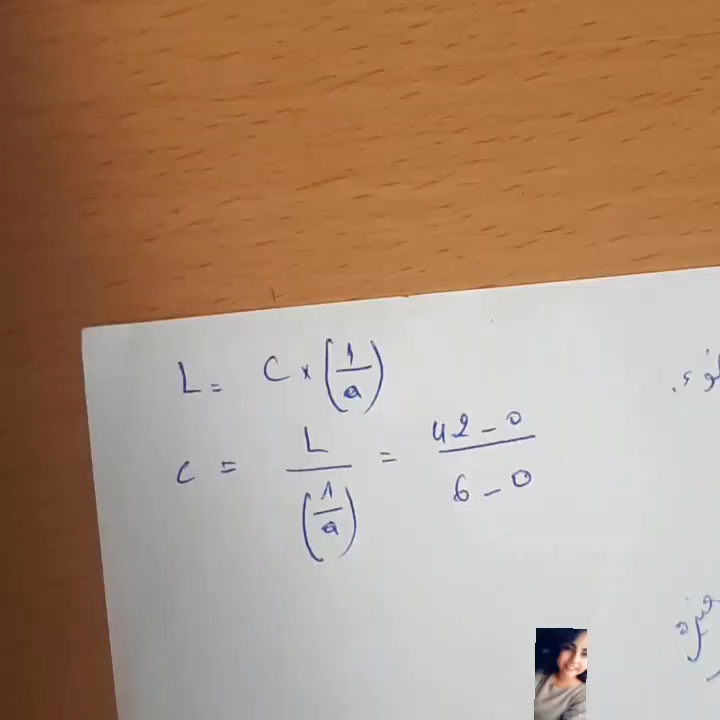 L = C × (1/a)
C = L/(1/a) = 42 - 0/6 - 0